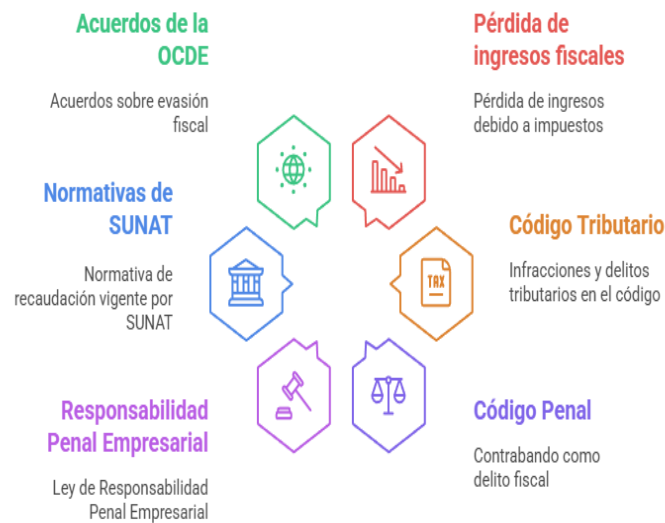 Acuerdos de la
OCDE
Acuerdos sobre evasión
fiscal
Pérdida de
ingresos fiscales
Pérdida de ingresos
debido a impuestos
Normativas de
SUNAT
Normativa de
recaudación vigente por
SUNAT
Código Tributario
Infracciones y delitos
tributarios en el código
TAX
Responsabilidad
Penal Empresarial
Ley de Responsabilidad
Penal Empresarial
Código Penal
Contrabando como
delito fiscal